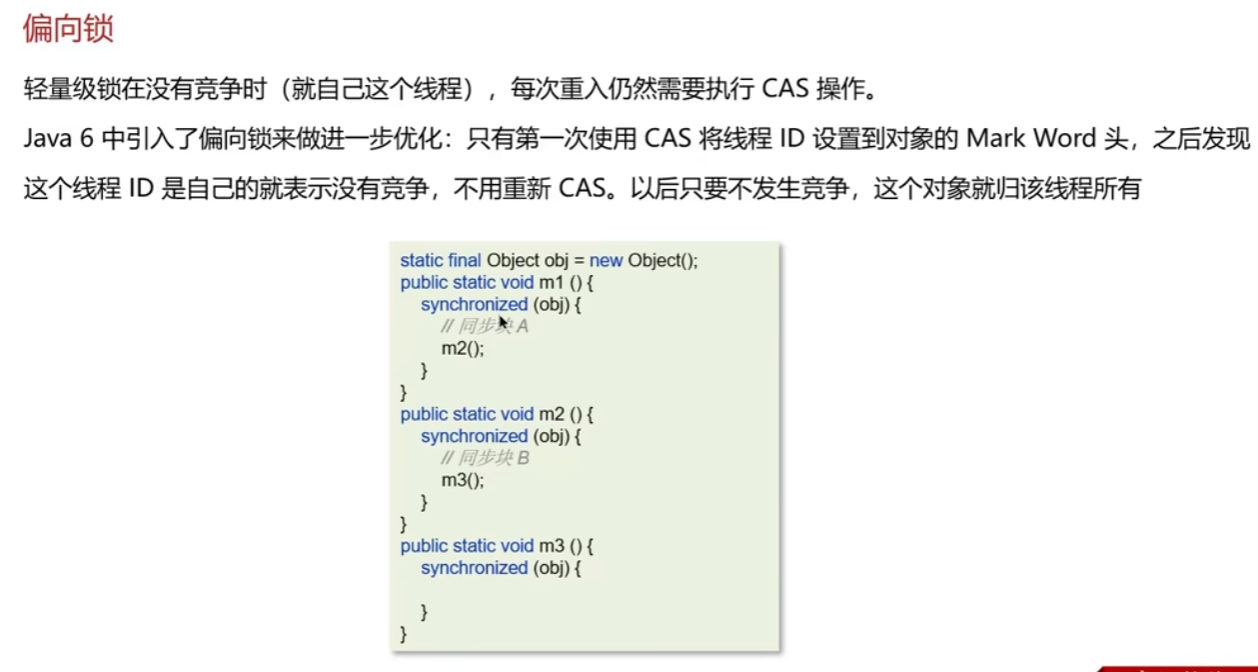 偏向锁
轻量级锁在没有竞争时（就自己这个线程），每次重入仍然需要执行 CAS 操作。
Java 6 中引入了偏向锁来做进一步优化：只有第一次使用 CAS 将线程 ID 设置到对象的 Mark Word 头，之后发现
这个线程 ID 是自己的就表示没有竞争，不用重新 CAS。以后只要不发生竞争，这个对象就归该线程所有
static final Object obj = new Object();
public static void m1 () {
synchronized (obj) {
// 同步块 A
m2();
}
}
public static void m2 () {
synchronized (obj) {
// 同步块 B
m3();
}
}
public static void m3 () {
synchronized (obj) {
}
}